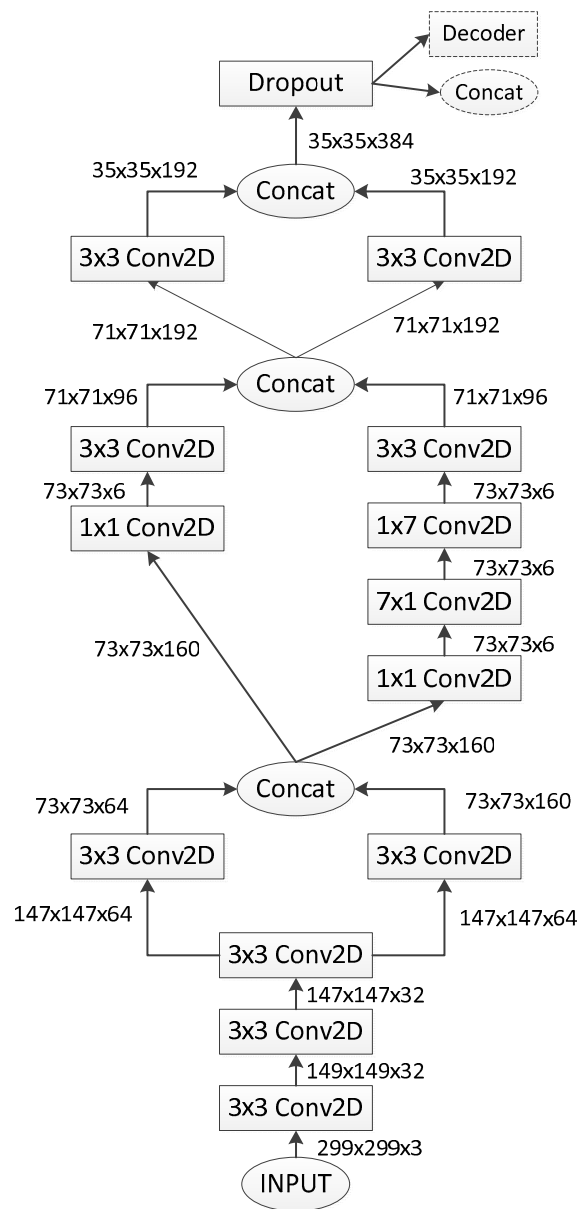 Decoder
Dropout
Concat
35x35x384
35x35x192
Concat
35x35x192
3x3 Conv2D
3x3 Conv2D
71x71x192
71x71x192
Concat
71x71x96
71x71x96
3x3 Conv2D
3x3 Conv2D
73x73x6
73x73x6
1x1 Conv2D
1x7 Conv2D
73x73x6
7x1 Conv2D
73x73x6
73x73x160
1x1 Conv2D
73x73x160
Concat
73x73x64
73x73x160
3x3 Conv2D
3x3 Conv2D
147x147x64
147x147x64
3x3 Conv2D
147x147x32
3x3 Conv2D
149x149x32
3x3 Conv2D
299x299x3
INPUT